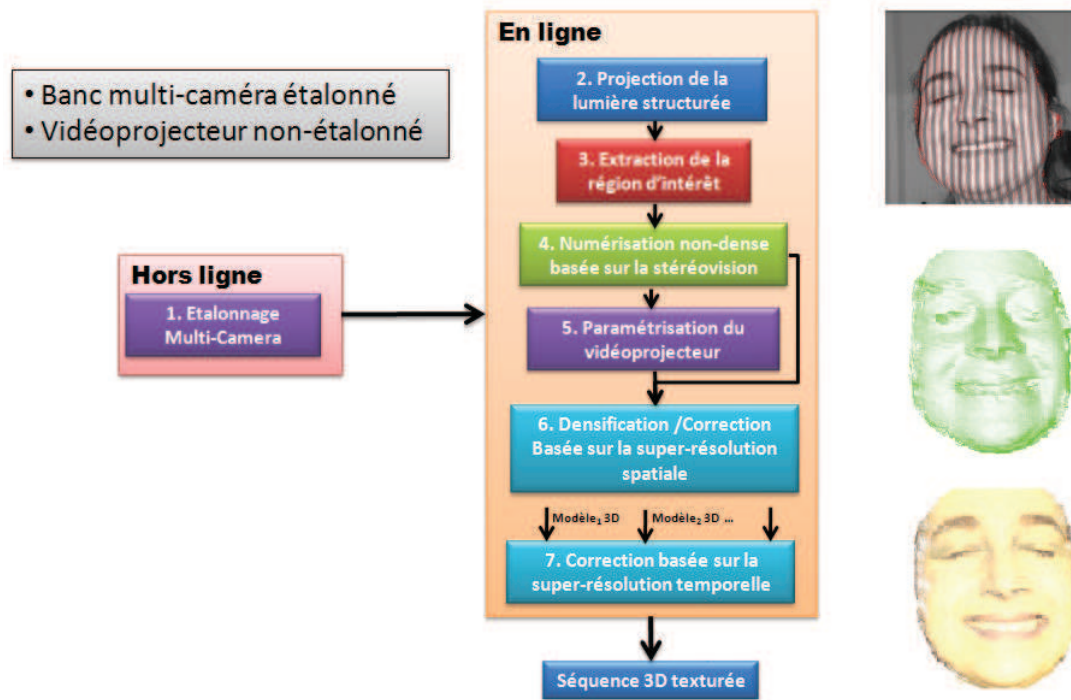 • Banc multi-caméra étalonné
• Vidéoprojecteur non-étalonné
Hors ligne
1. Etalonnage
Multi-Camera
En ligne
2. Projection de la
lumière structurée
3. Extraction de la
région d'intérêt
4. Numérisation non-dense
basée sur la stéréovision
5. Paramétrisation du
vidéoprojecteur
6. Densification /Correction
Basée sur la super-résolution
spatiale
Modèle₁ 3D Modèle₂ 3D ...
7. Correction basée sur la
super-résolution temporelle
Séquence 3D texturée